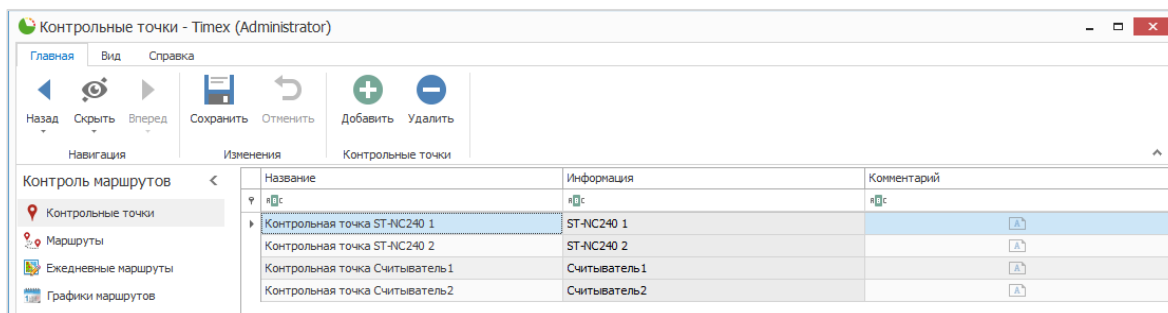 Контрольные точки - Timex (Administrator)
Главная Вид Справка
Назад Скрыть Вперед Сохранить Отменить Добавить Удалить
Навигация Изменения Контрольные точки
Контроль маршрутов
Контрольные точки
Маршруты
Ежедневные маршруты
Графики маршрутов
Название Информация Комментарий
Контрольная точка ST-NC240 1 ST-NC240 1
Контрольная точка ST-NC240 2 ST-NC240 2
Контрольная точка Считыватель1 Считыватель1
Контрольная точка Считыватель2 Считыватель2